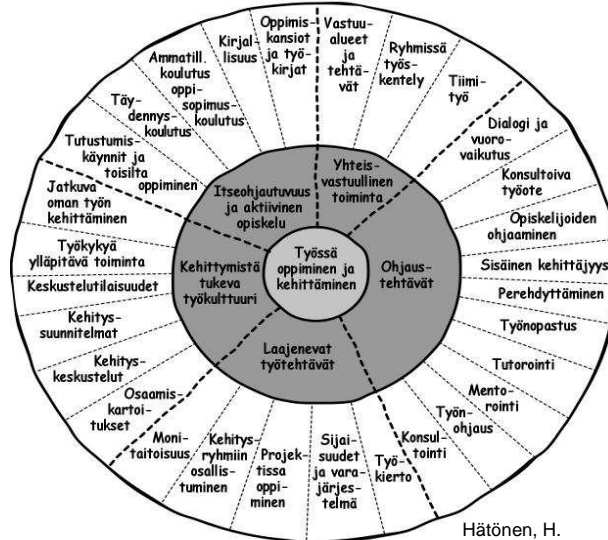 Työssä
oppiminen ja
kehittäminen
Itseohjautuvuus
ja aktiivinen
opiskelu
Yhteis-
vastuullinen
toiminta
Ohjaus-
tehtävät
Laajenevat
työtehtävät
Kehittymistä
tukeva
työkulttuuri
Tutustumis-
käynnit ja
toisilta
oppiminen
Täy-
dennys-
koulutus
Ammatill.
koulutus
oppi-
sopimus-
koulutus
Kirjal-
lisuus
Oppimis-
kansiot
ja työ-
kirjat
Vastuu-
alueet
ja
tehtä-
vät
Ryhmissä
työs-
kentely
Tiimi-
työ
Dialogi ja
vuoro-
vaikutus
Konsultoiva
työote
Opiskelijoiden
ohjaaminen
Sisäinen kehittäjyys
Perehdyttäminen
Työnopastus
Tutorointi
Mento-
rointi
Työn-
ohjaus
Konsul-
tointi
Työ-
kierto
Sijai-
suudet
ja vara-
järjes-
telmä
Projek-
tissa
oppi-
minen
Kehitys-
ryhmiin
osallis-
tuminen
Moni-
taitoisuus
Osaamis-
kartoi-
tukset
Kehitys-
keskustelut
Kehitys-
suunnitelmat
Keskustelutilaisuudet
Työkykyä
ylläpitävä toiminta
Jatkuva
oman työn
kehittäminen
Hätönen, H.